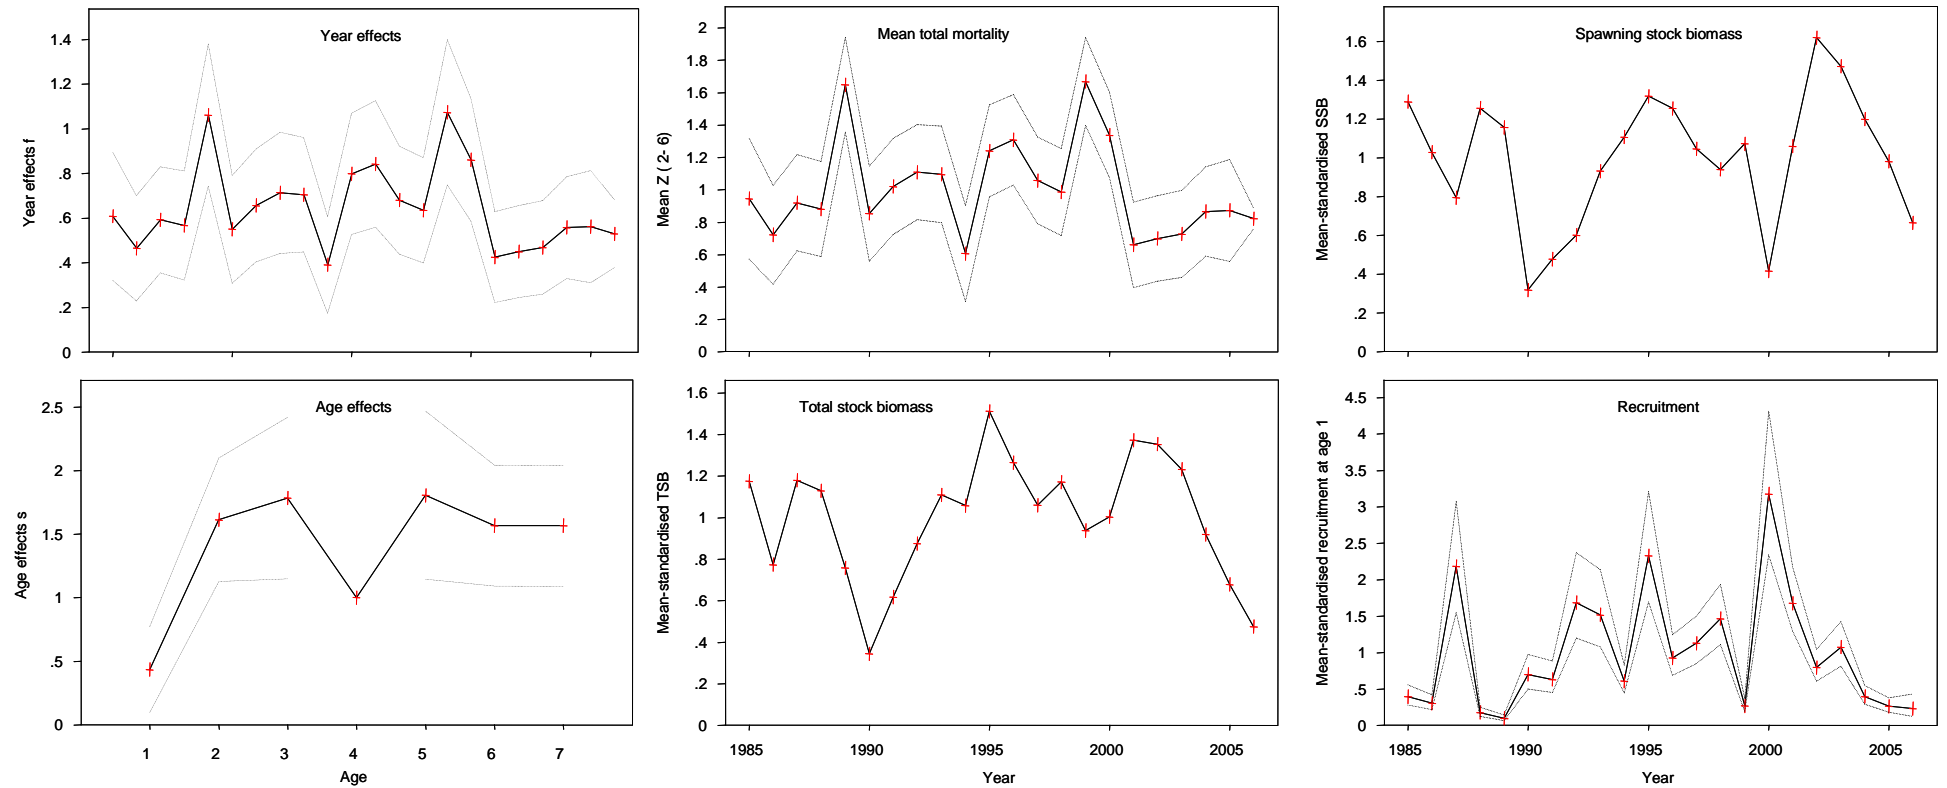 Year effects
Year effects f
1.4
1.2
1
.8
.6
.4
.2
0
Mean total mortality
Mean Z ( 2- 6)
2
1.8
1.6
1.4
1.2
1
.8
.6
.4
.2
0
Spawning stock biomass
Mean-standardised SSB
1.6
1.4
1.2
1
.8
.6
.4
.2
0
Age effects
Age effects s
2.5
2
1.5
1
.5
0
1 2 3 4 5 6 7
Age
Total stock biomass
Mean-standardised TSB
1.6
1.4
1.2
1
.8
.6
.4
.2
0
1985 1990 1995 2000 2005
Year
Recruitment
Mean-standardised recruitment at age 1
4.5
4
3.5
3
2.5
2
1.5
1
.5
0
1985 1990 1995 2000 2005
Year